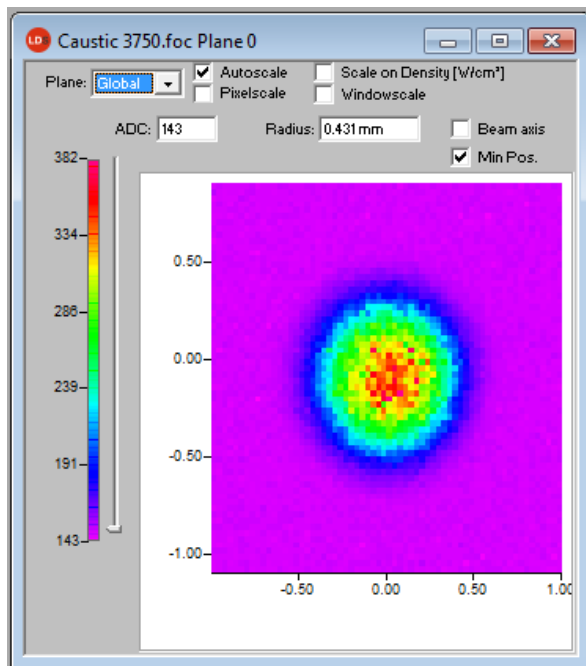 LDS Caustic 3750.foc Plane 0
Plane: Global Autoscale Scale on Density [W/cm²]
Pixelscale Windowscale
ADC: 143 Radius: 0.431 mm Beam axis
Min Pos.
382
334
286
239
191
143
0.50
0.00
-0.50
-1.00
-0.50 0.00 0.50 1.00